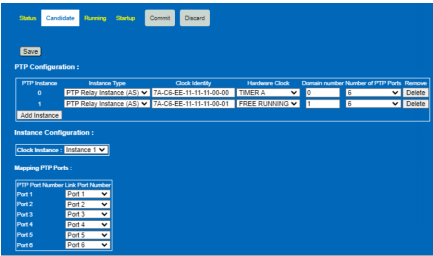 Status Candidate Running Startup Commit Discard
Save
PTP Configuration :
PTP Instance Instance Type Clock Identity Hardware Clock Domain number Number of PTP Ports Remove
0 PTP Relay Instance (AS) 7A-C6-EE-11-11-11-00-00 TIMER A 0 6 Delete
1 PTP Relay Instance (AS) 7A-C6-EE-11-11-11-00-01 FREE RUNNING 1 6 Delete
Add Instance
Instance Configuration :
Clock Instance : Instance 1
Mapping PTP Ports :
PTP Port Number Link Port Number
Port 1 Port 1
Port 2 Port 2
Port 3 Port 3
Port 4 Port 4
Port 5 Port 5
Port 6 Port 6